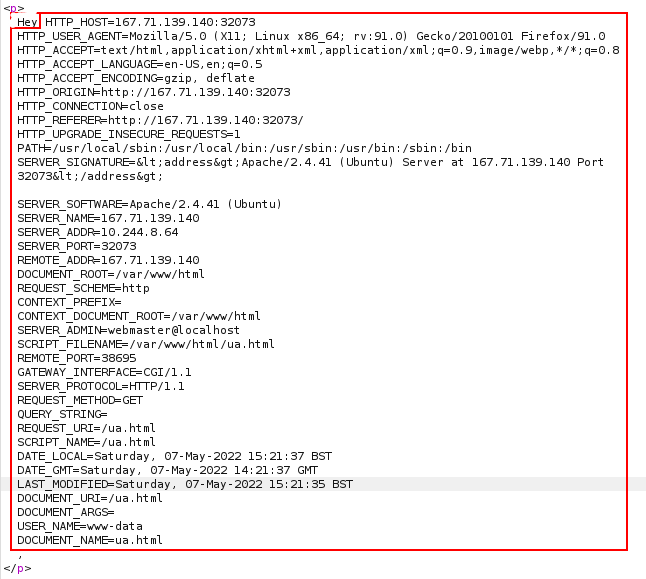 <p>
Hey HTTP_HOST=167.71.139.140:32073
HTTP_USER_AGENT=Mozilla/5.0 (X11; Linux x86_64; rv:91.0) Gecko/20100101 Firefox/91.0
HTTP_ACCEPT=text/html,application/xhtml+xml,application/xml;q=0.9,image/webp,*/*;q=0.8
HTTP_ACCEPT_LANGUAGE=en-US,en;q=0.5
HTTP_ACCEPT_ENCODING=gzip, deflate
HTTP_ORIGIN=http://167.71.139.140:32073
HTTP_CONNECTION=close
HTTP_REFERER=http://167.71.139.140:32073/
HTTP_UPGRADE_INSECURE_REQUESTS=1
PATH=/usr/local/sbin:/usr/local/bin:/usr/sbin:/usr/bin:/sbin:/bin
SERVER_SIGNATURE=&lt;address&gt;Apache/2.4.41 (Ubuntu) Server at 167.71.139.140 Port
32073&lt;/address&gt;
SERVER_SOFTWARE=Apache/2.4.41 (Ubuntu)
SERVER_NAME=167.71.139.140
SERVER_ADDR=10.244.8.64
SERVER_PORT=32073
REMOTE_ADDR=167.71.139.140
DOCUMENT_ROOT=/var/www/html
REQUEST_SCHEME=http
CONTEXT_PREFIX=
CONTEXT_DOCUMENT_ROOT=/var/www/html
SERVER_ADMIN=webmaster@localhost
SCRIPT_FILENAME=/var/www/html/ua.html
REMOTE_PORT=38695
GATEWAY_INTERFACE=CGI/1.1
SERVER_PROTOCOL=HTTP/1.1
REQUEST_METHOD=GET
QUERY_STRING=
REQUEST_URI=/ua.html
SCRIPT_NAME=/ua.html
DATE_LOCAL=Saturday, 07-May-2022 15:21:37 BST
DATE_GMT=Saturday, 07-May-2022 14:21:37 GMT
LAST_MODIFIED=Saturday, 07-May-2022 15:21:35 BST
DOCUMENT_URI=/ua.html
DOCUMENT_ARGS=
USER_NAME=www-data
DOCUMENT_NAME=ua.html
,
</p>